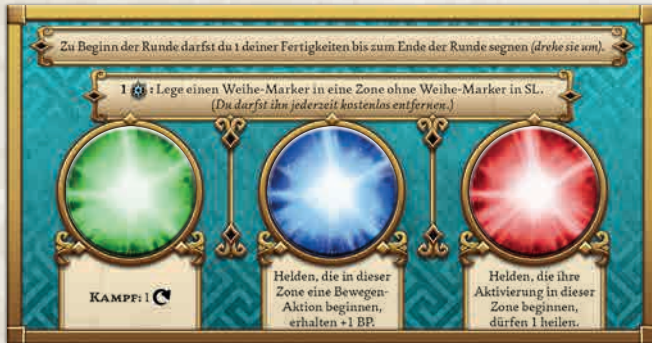 Zu Beginn der Runde darfst du 1 deiner Fertigkeiten bis zum Ende der Runde segnen (drehe sie um).
1 : Lege einen Weihe-Marker in eine Zone ohne Weihe-Marker in SL.
(Du darfst ihn jederzeit kostenlos entfernen.)
KAMPF: 1
Helden, die in dieser
Zone eine Bewegen-
Aktion beginnen,
erhalten +1 BP.
Helden, die ihre
Aktivierung in dieser
Zone beginnen,
dürfen 1 heilen.